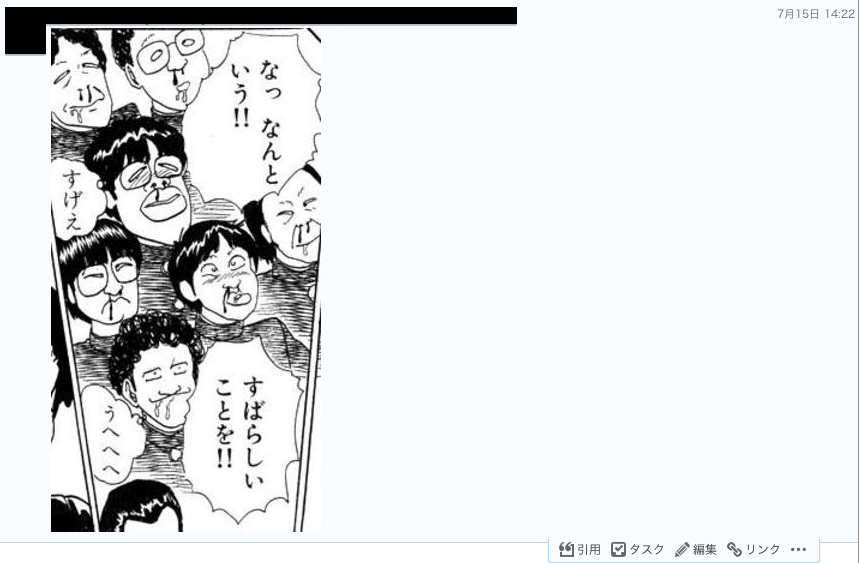 7月15日 14:22
なっ なんと
いう!!
すげえ
すばらしい
ことを!!
うへへへ
引用 タスク 編集 リンク